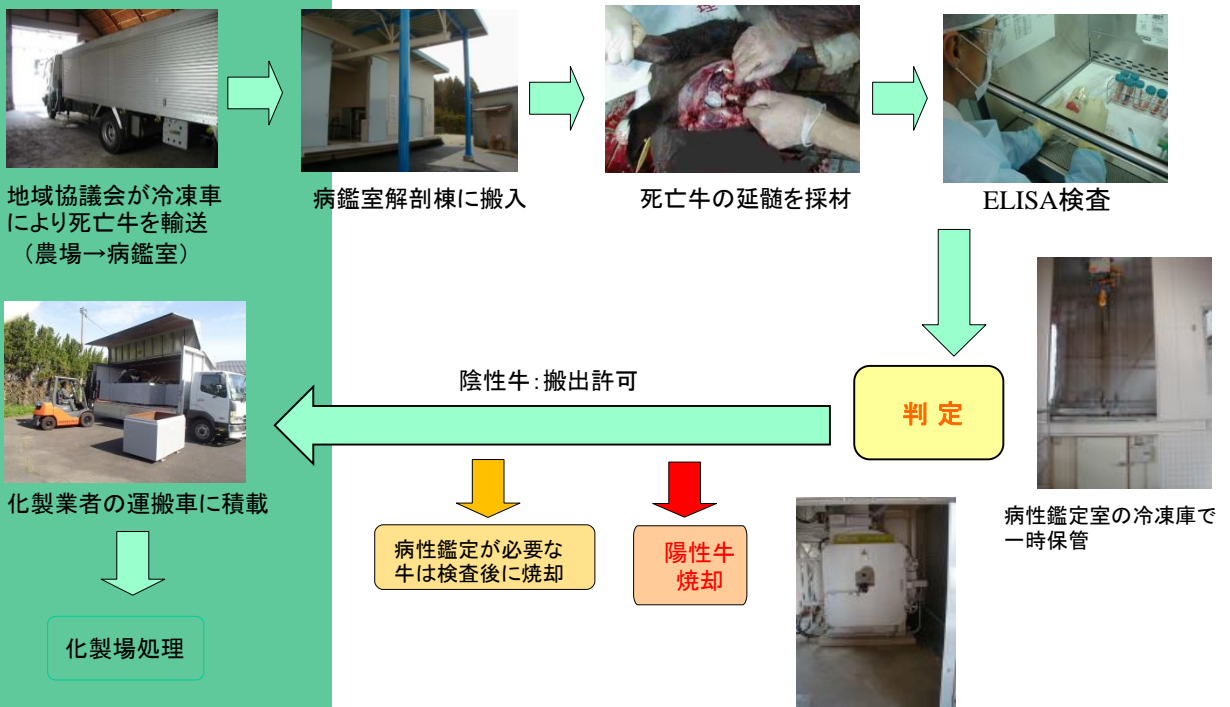 地域協議会が冷凍車
により死亡牛を輸送
（農場→病鑑室）
病鑑室解剖棟に搬入
死亡牛の延髄を採材
ELISA検査
判 定
病性鑑定室の冷凍庫で
一時保管
陰性牛：搬出許可
化製業者の運搬車に積載
病性鑑定が必要な
牛は検査後に焼却
陽性牛
焼却
化製場処理